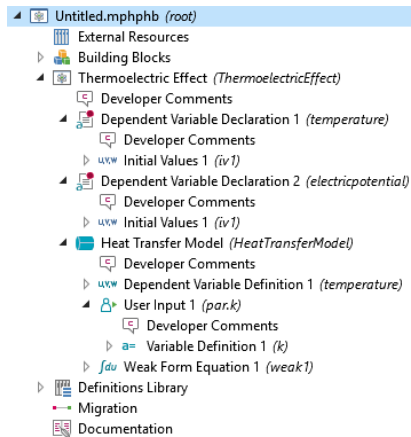 Untitled.mphphb (root)
External Resources
Building Blocks
Thermoelectric Effect (ThermoelectricEffect)
c Developer Comments
a Dependent Variable Declaration 1 (temperature)
c Developer Comments
u,v,w Initial Values 1 (iv1)
a Dependent Variable Declaration 2 (electricpotential)
c Developer Comments
u,v,w Initial Values 1 (iv1)
Heat Transfer Model (HeatTransferModel)
c Developer Comments
u,v,w Dependent Variable Definition 1 (temperature)
User Input 1 (par.k)
c Developer Comments
a= Variable Definition 1 (k)
∫du Weak Form Equation 1 (weak1)
Definitions Library
Migration
Documentation